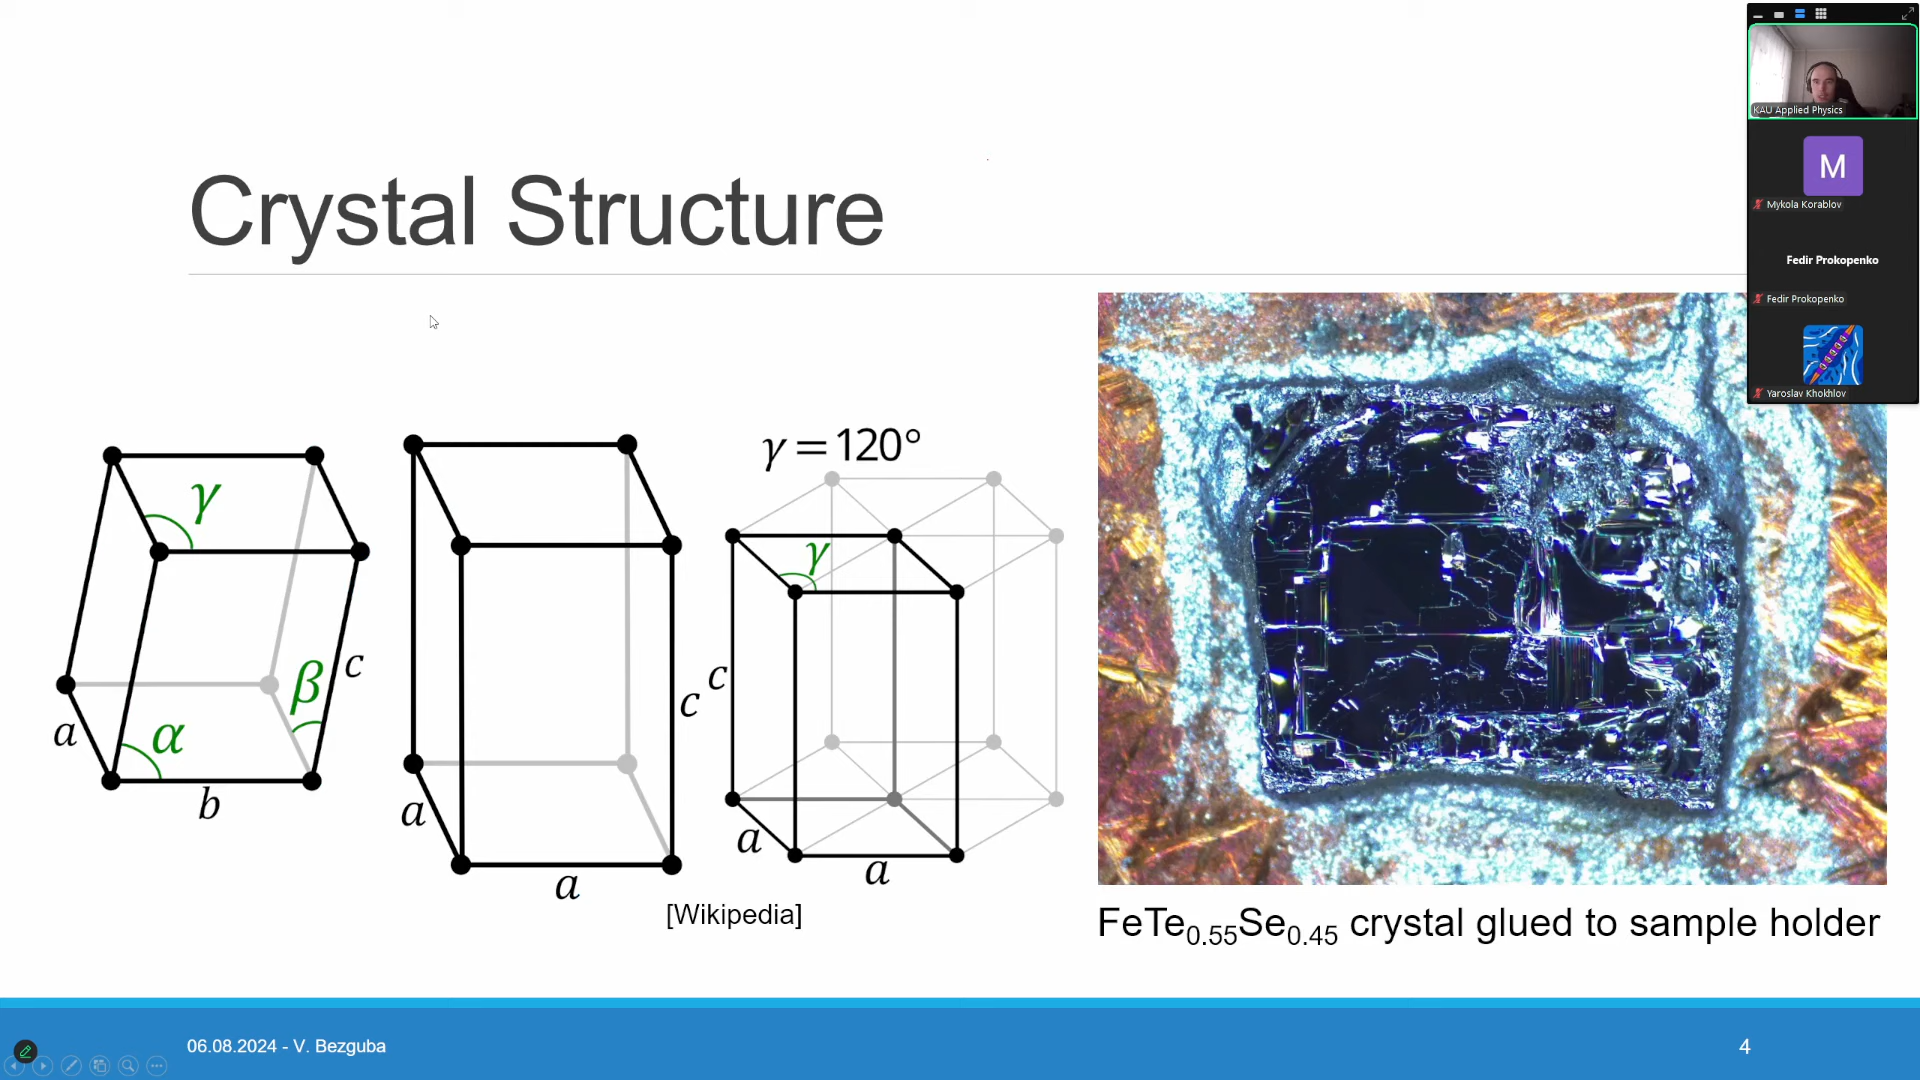 Crystal Structure
γ
β
α
c
a
b
c
a
a
γ = 120°
γ
c
a
a
[Wikipedia]
FeTe0.55Se0.45 crystal glued to sample holder
06.08.2024 - V. Bezguba
4
KAU Applied Physics
M
Mykola Korablov
Fedir Prokopenko
Fedir Prokopenko
Yaroslav Khokhlov